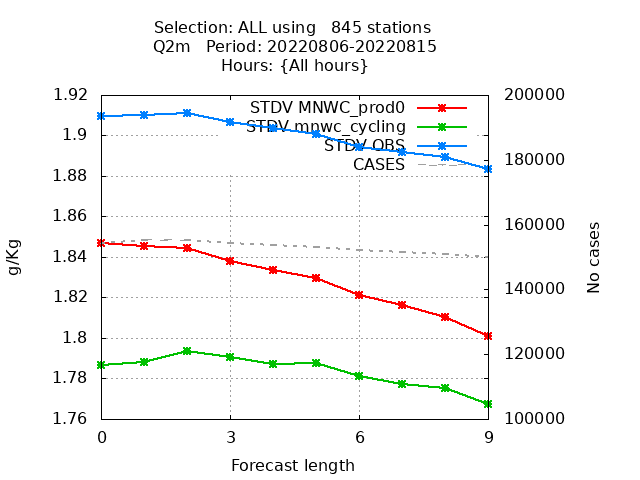 Selection: ALL using   845 stations
Q2m   Period: 20220806-20220815
Hours: {All hours}
1.92
1.9
1.88
1.86
1.84
1.82
1.8
1.78
1.76
g/Kg
STDV MNWC_prod0
STDV mnwc_cycling
STDV OBS
CASES
200000
180000
160000
140000
120000
100000
No cases
0 3 6 9
Forecast length